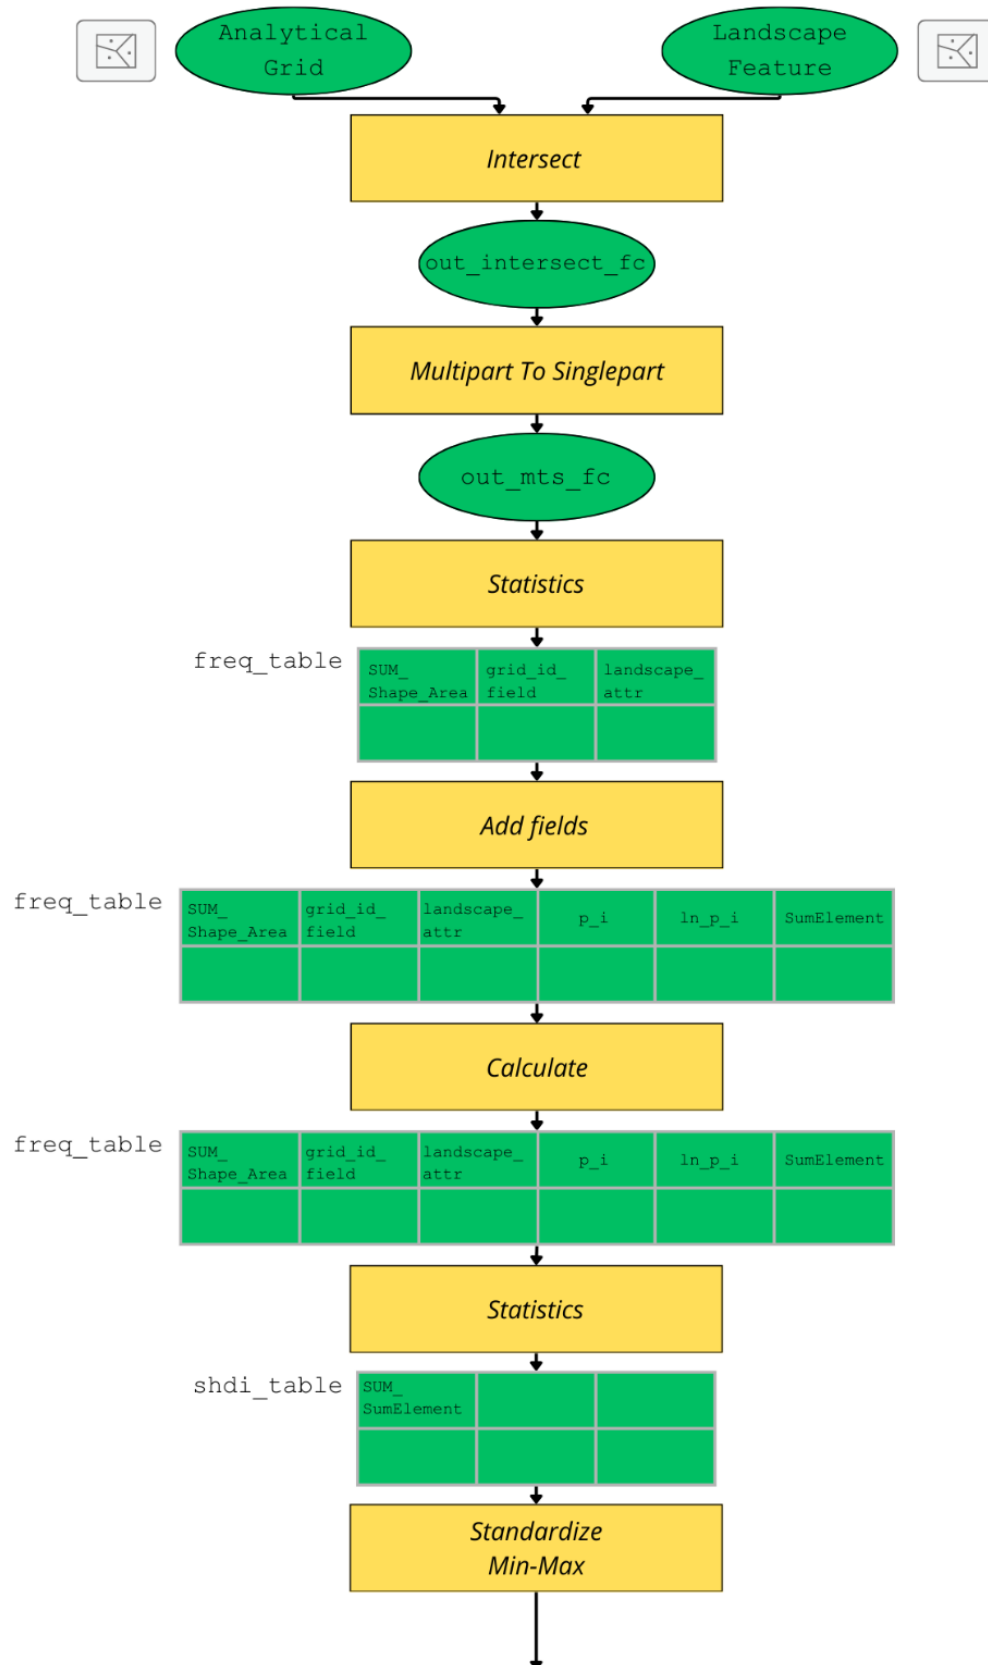 Analytical
Grid
Landscape
Feature
Intersect
out_intersect_fc
Multipart To Singlepart
out_mts_fc
Statistics
freq_table
SUM_
Shape_Area
grid_id_
field
landscape_
attr
Add fields
freq_table
SUM_
Shape_Area
grid_id_
field
landscape_
attr
p_i
ln_p_i
SumElement
Calculate
freq_table
SUM_
Shape_Area
grid_id_
field
landscape_
attr
p_i
ln_p_i
SumElement
Statistics
shdi_table
SUM_
SumElement
Standardize
Min-Max